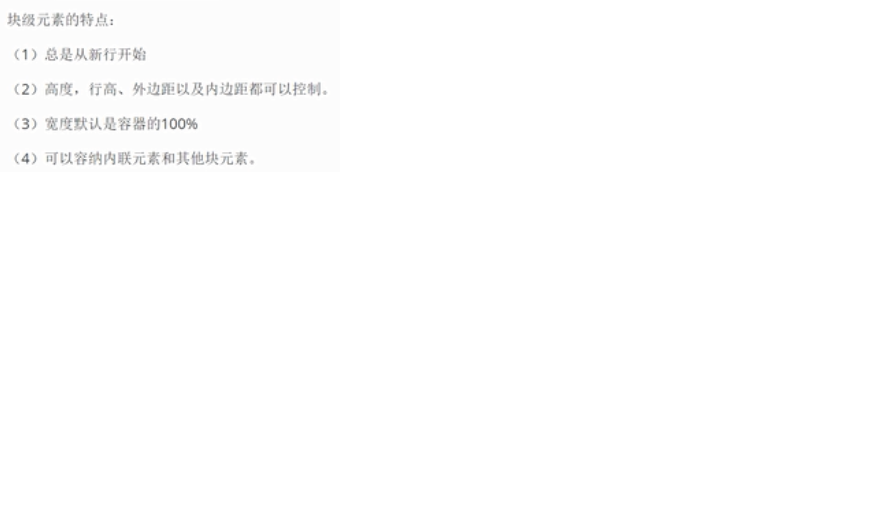 块级元素的特点：
（1）总是从新行开始
（2）高度，行高、外边距以及内边距都可以控制。
（3）宽度默认是容器的100%
（4）可以容纳内联元素和其他块元素。